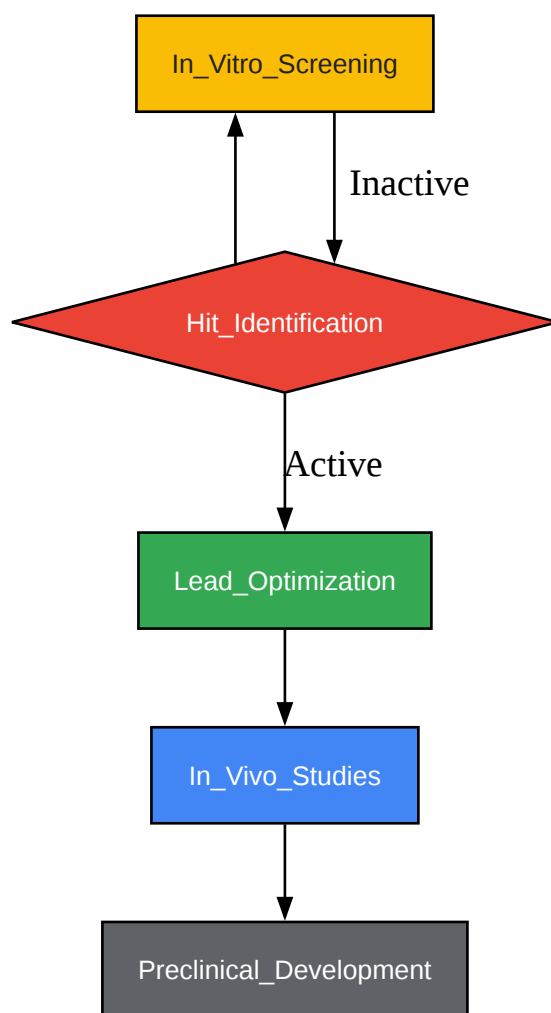 In_Vitro_Screening
Inactive
Hit_Identification
Active
Lead_Optimization
In_Vivo_Studies
Preclinical_Development